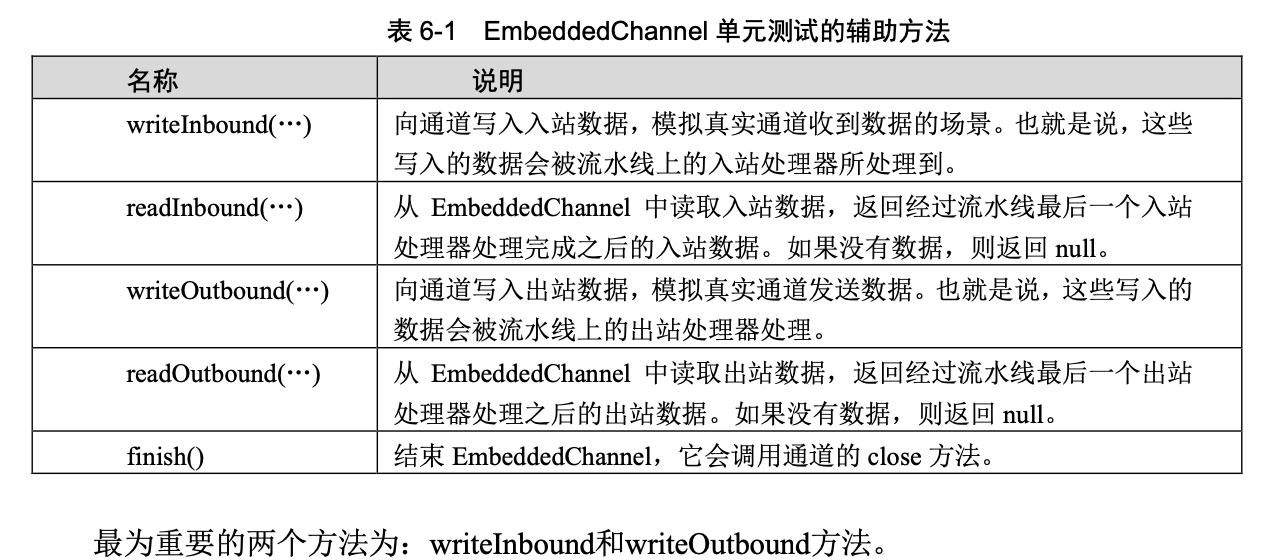 表 6-1 EmbeddedChannel 单元测试的辅助方法
名称 说明
writeInbound(…) 向通道写入入站数据，模拟真实通道收到数据的场景。也就是说，这些
写入的数据会被流水线上的入站处理器所处理到。
readInbound(…) 从 EmbeddedChannel 中读取入站数据，返回经过流水线最后一个入站
处理器处理完成之后的入站数据。如果没有数据，则返回 null。
writeOutbound(…) 向通道写入出站数据，模拟真实通道发送数据。也就是说，这些写入的
数据会被流水线上的出站处理器处理。
readOutbound(…) 从 EmbeddedChannel 中读取出站数据，返回经过流水线最后一个出站
处理器处理之后的出站数据。如果没有数据，则返回 null。
finish() 结束 EmbeddedChannel，它会调用通道的 close 方法。
最为重要的两个方法为：writeInbound和writeOutbound方法。